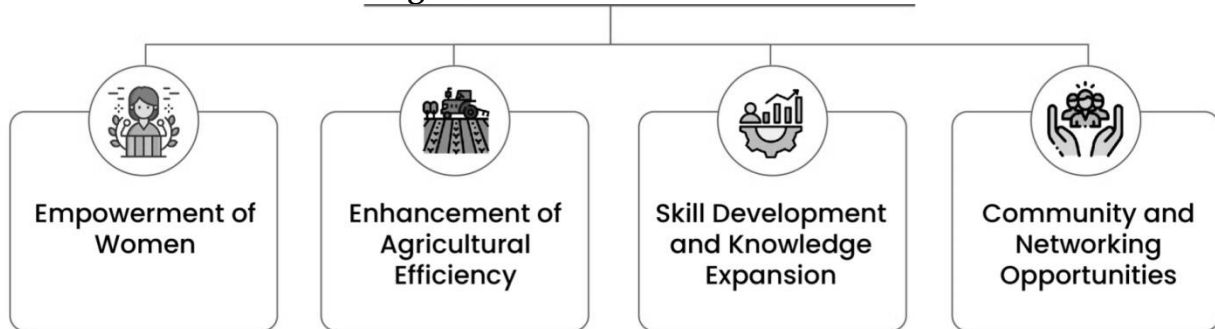 Empowerment of
Women
Enhancement of
Agricultural
Efficiency
Skill Development
and Knowledge
Expansion
Community and
Networking
Opportunities